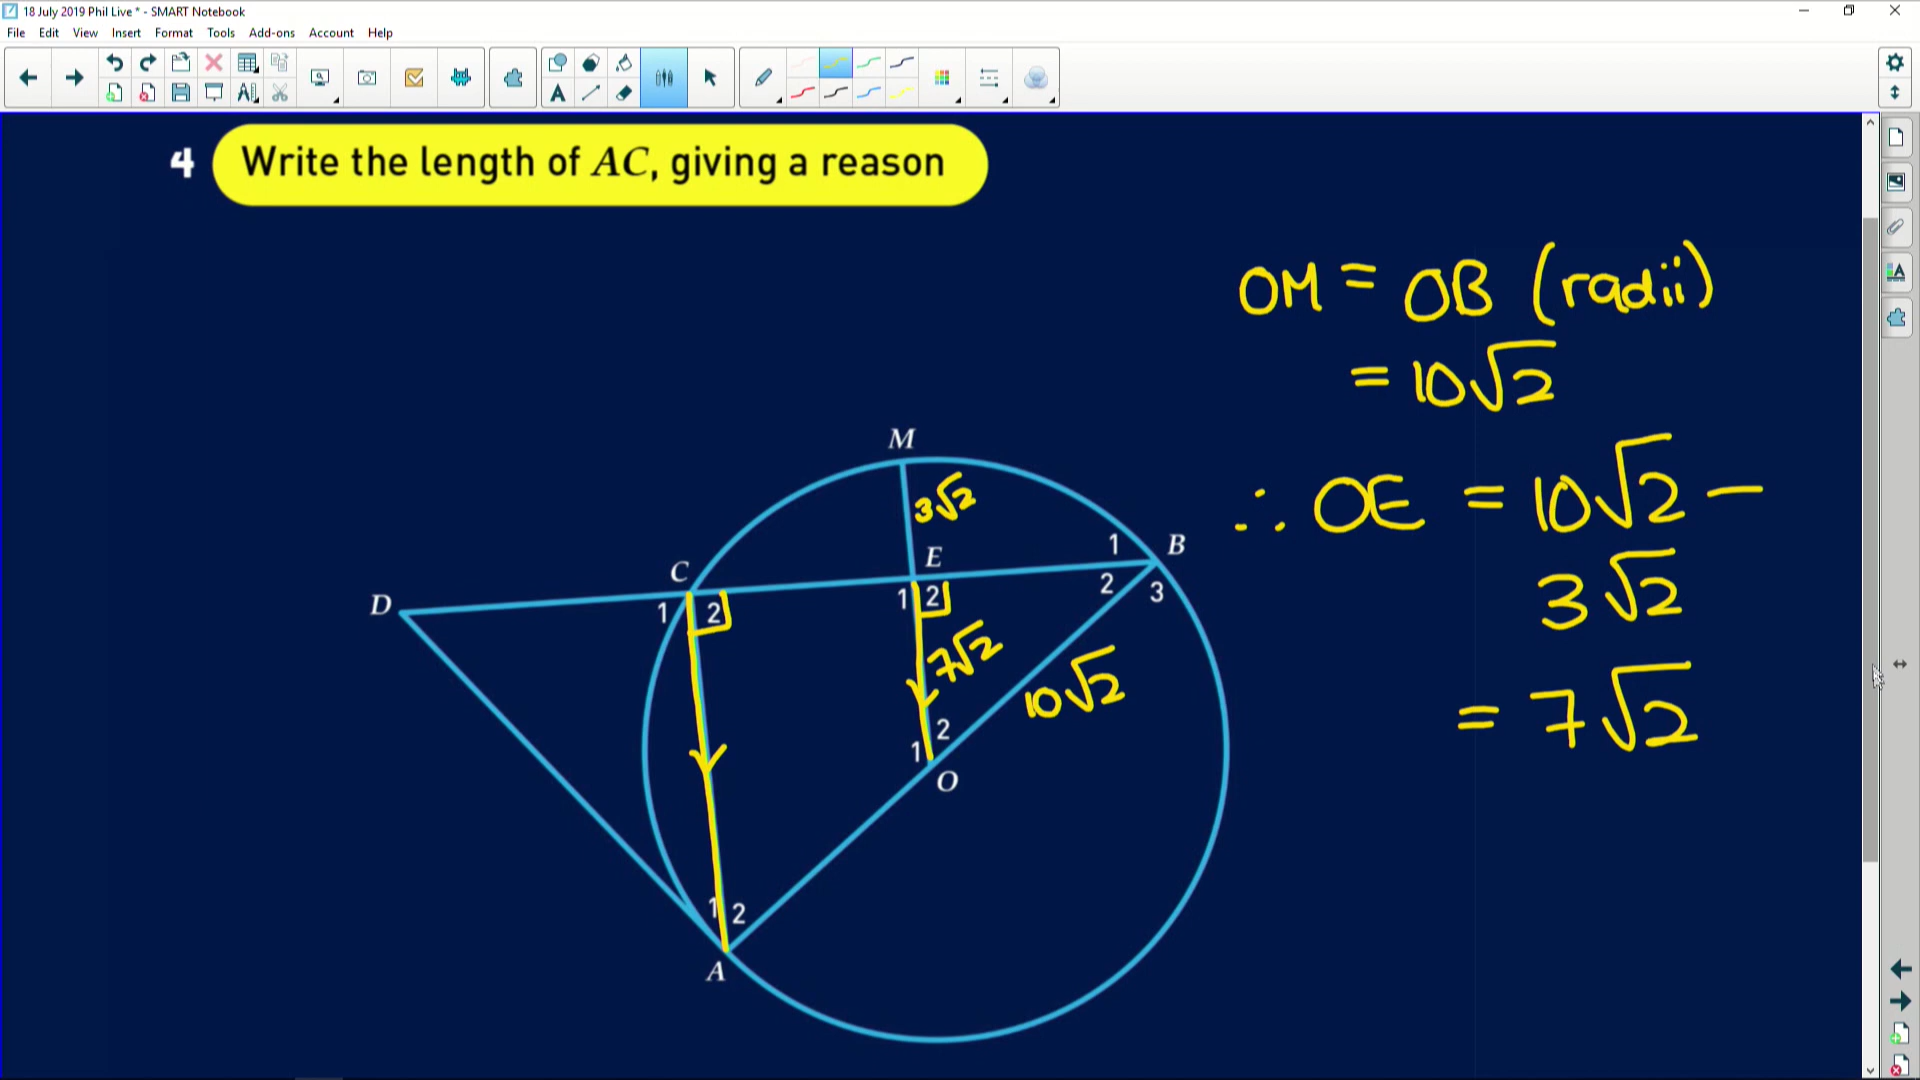 18 July 2019 Phil Live * - SMART Notebook
File Edit View Insert Format Tools Add-ons Account Help
4 Write the length of AC, giving a reason
OM = OB (radii)
= 10√2
∴ OE = 10√2 −
3√2
= 7√2
M
3√2
E
1 B
C
D
1 2
1 2
2 3
7√2
10√2
2
1
O
1 2
A